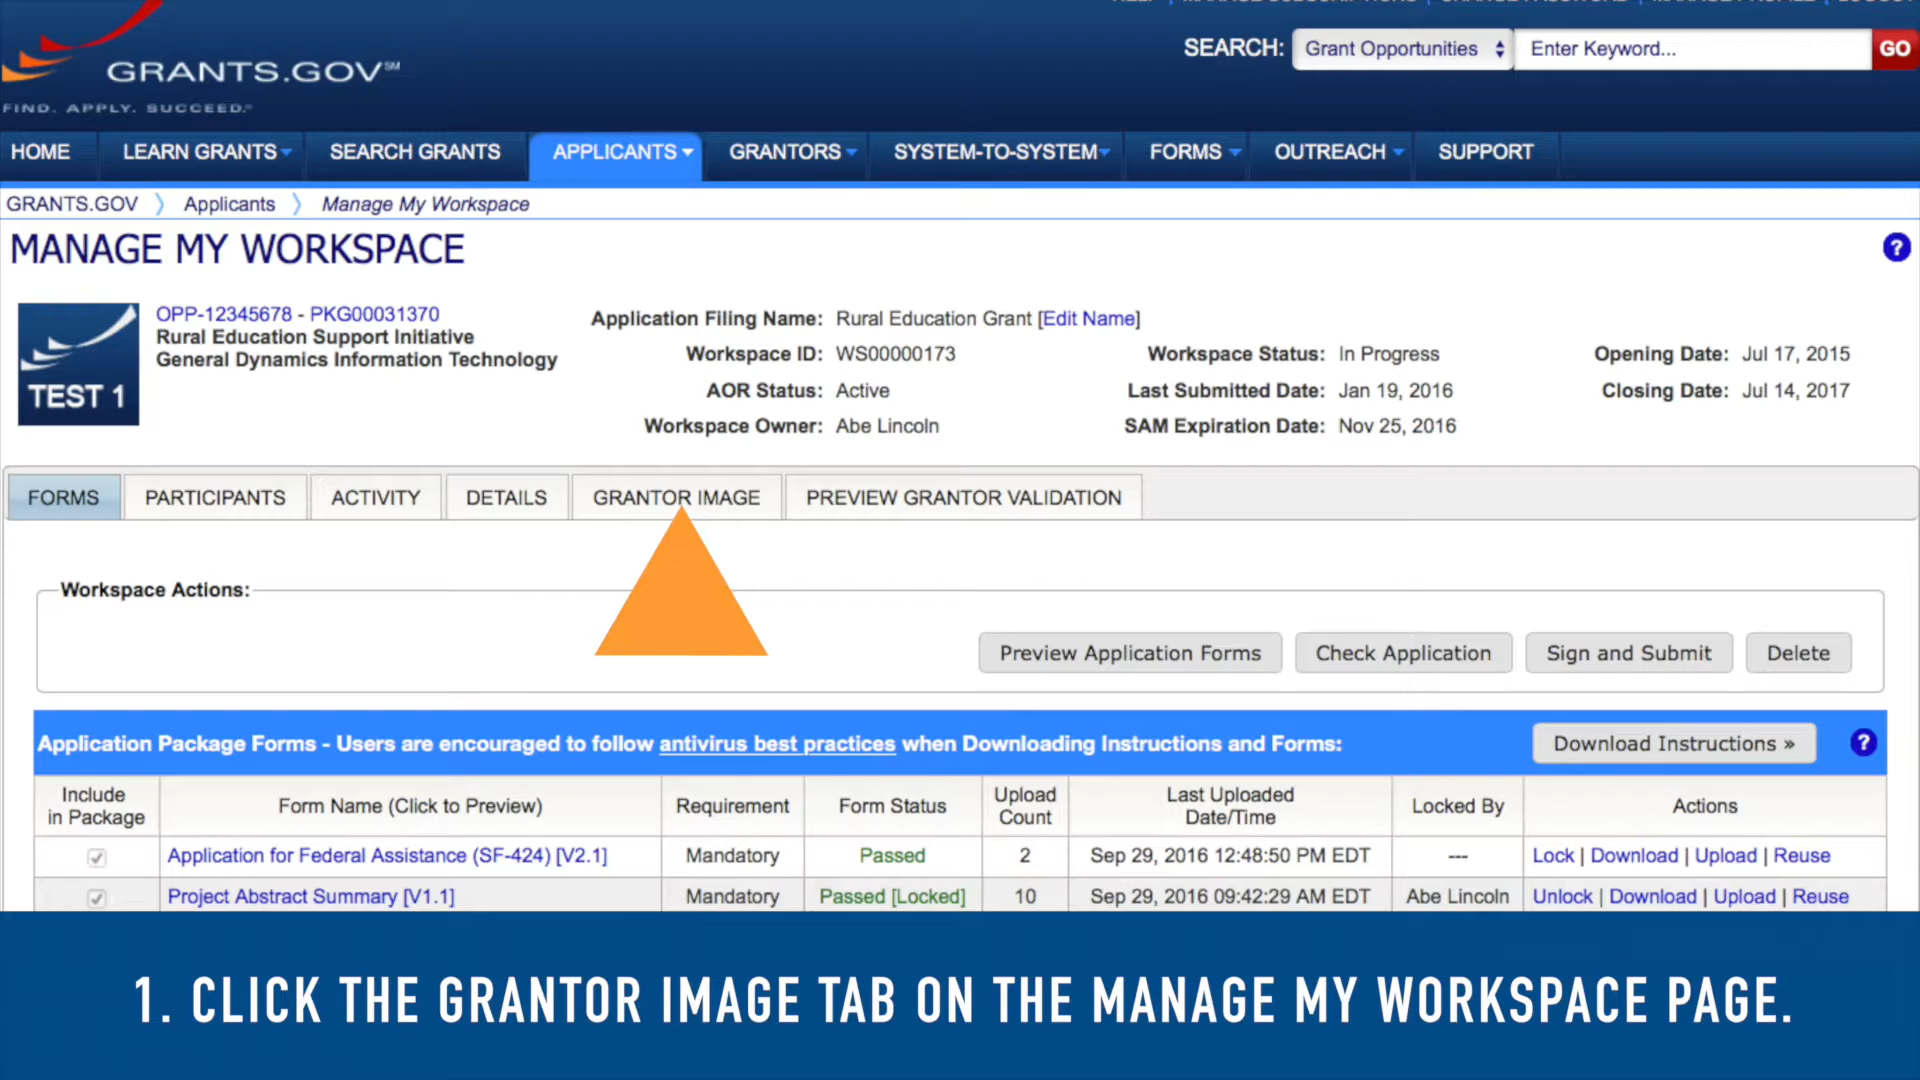 HELP | MANAGE SUBSCRIPTIONS | CHANGE PASSWORD | MANAGE PROFILE | LOGOUT
GRANTS.GOV℠
FIND. APPLY. SUCCEED.℠
SEARCH: Grant Opportunities Enter Keyword... GO
HOME LEARN GRANTS SEARCH GRANTS APPLICANTS GRANTORS SYSTEM-TO-SYSTEM FORMS OUTREACH SUPPORT
GRANTS.GOV 〉 Applicants 〉 Manage My Workspace
MANAGE MY WORKSPACE ?
TEST 1
OPP-12345678 - PKG00031370
Rural Education Support Initiative
General Dynamics Information Technology
Application Filing Name: Rural Education Grant [Edit Name]
Workspace ID: WS00000173 Workspace Status: In Progress Opening Date: Jul 17, 2015
AOR Status: Active Last Submitted Date: Jan 19, 2016 Closing Date: Jul 14, 2017
Workspace Owner: Abe Lincoln SAM Expiration Date: Nov 25, 2016
FORMS PARTICIPANTS ACTIVITY DETAILS GRANTOR IMAGE PREVIEW GRANTOR VALIDATION
Workspace Actions:
Preview Application Forms Check Application Sign and Submit Delete
Application Package Forms - Users are encouraged to follow antivirus best practices when Downloading Instructions and Forms: Download Instructions » ?
Include in Package Form Name (Click to Preview) Requirement Form Status Upload Count Last Uploaded Date/Time Locked By Actions
Application for Federal Assistance (SF-424) [V2.1] Mandatory Passed 2 Sep 29, 2016 12:48:50 PM EDT --- Lock | Download | Upload | Reuse
Project Abstract Summary [V1.1] Mandatory Passed [Locked] 10 Sep 29, 2016 09:42:29 AM EDT Abe Lincoln Unlock | Download | Upload | Reuse
1. CLICK THE GRANTOR IMAGE TAB ON THE MANAGE MY WORKSPACE PAGE.